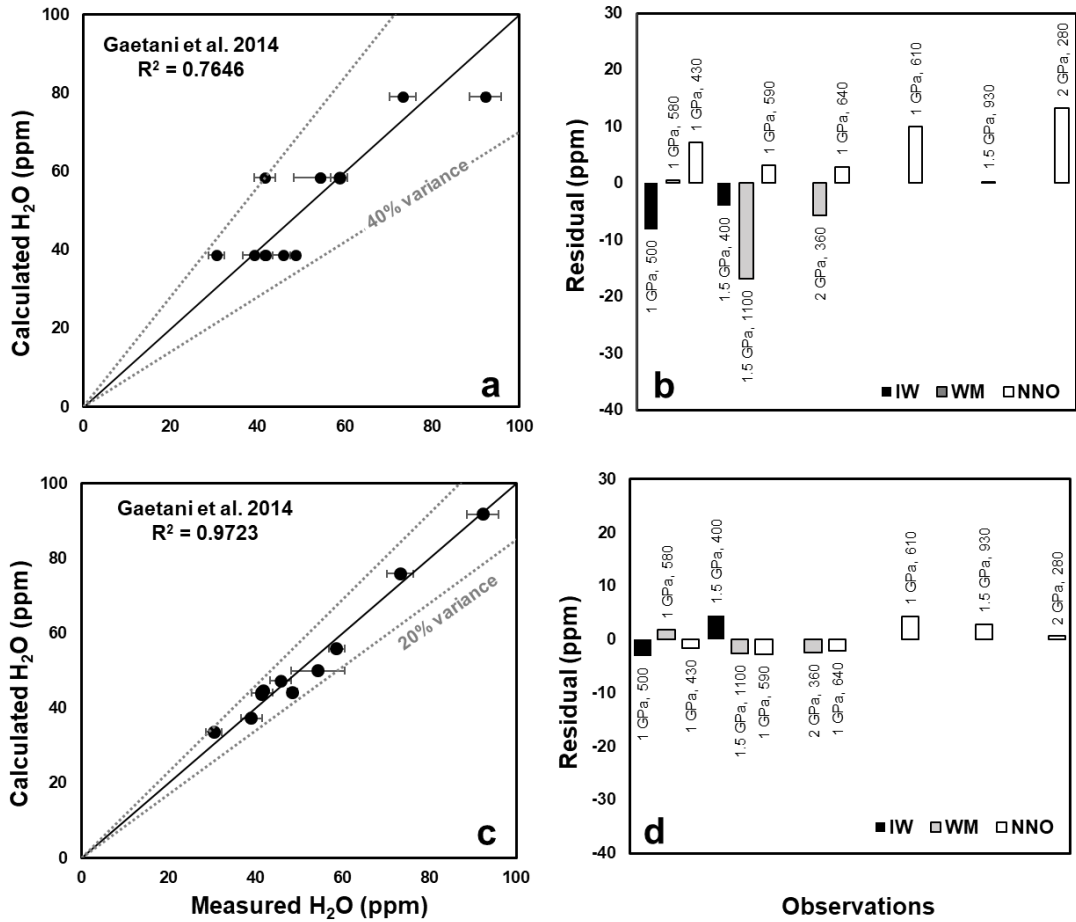 Gaetani et al. 2014
R² = 0.7646
40% variance
a
Calculated H₂O (ppm)
100
80
60
40
20
0
0 20 40 60 80 100
Residual (ppm)
30
20
10
0
-10
-20
-30
-40
1 GPa, 500
1 GPa, 580
1 GPa, 430
1.5 GPa, 400
1.5 GPa, 1100
1 GPa, 590
2 GPa, 360
1 GPa, 640
1 GPa, 610
1.5 GPa, 930
2 GPa, 280
b
IW WM NNO
Gaetani et al. 2014
R² = 0.9723
20% variance
c
Calculated H₂O (ppm)
100
80
60
40
20
0
0 20 40 60 80 100
Measured H₂O (ppm)
Residual (ppm)
30
20
10
0
-10
-20
-30
-40
1 GPa, 500
1 GPa, 580
1 GPa, 430
1.5 GPa, 400
1.5 GPa, 1100
1 GPa, 590
2 GPa, 360
1 GPa, 640
1 GPa, 610
1.5 GPa, 930
2 GPa, 280
d
IW WM NNO
Observations